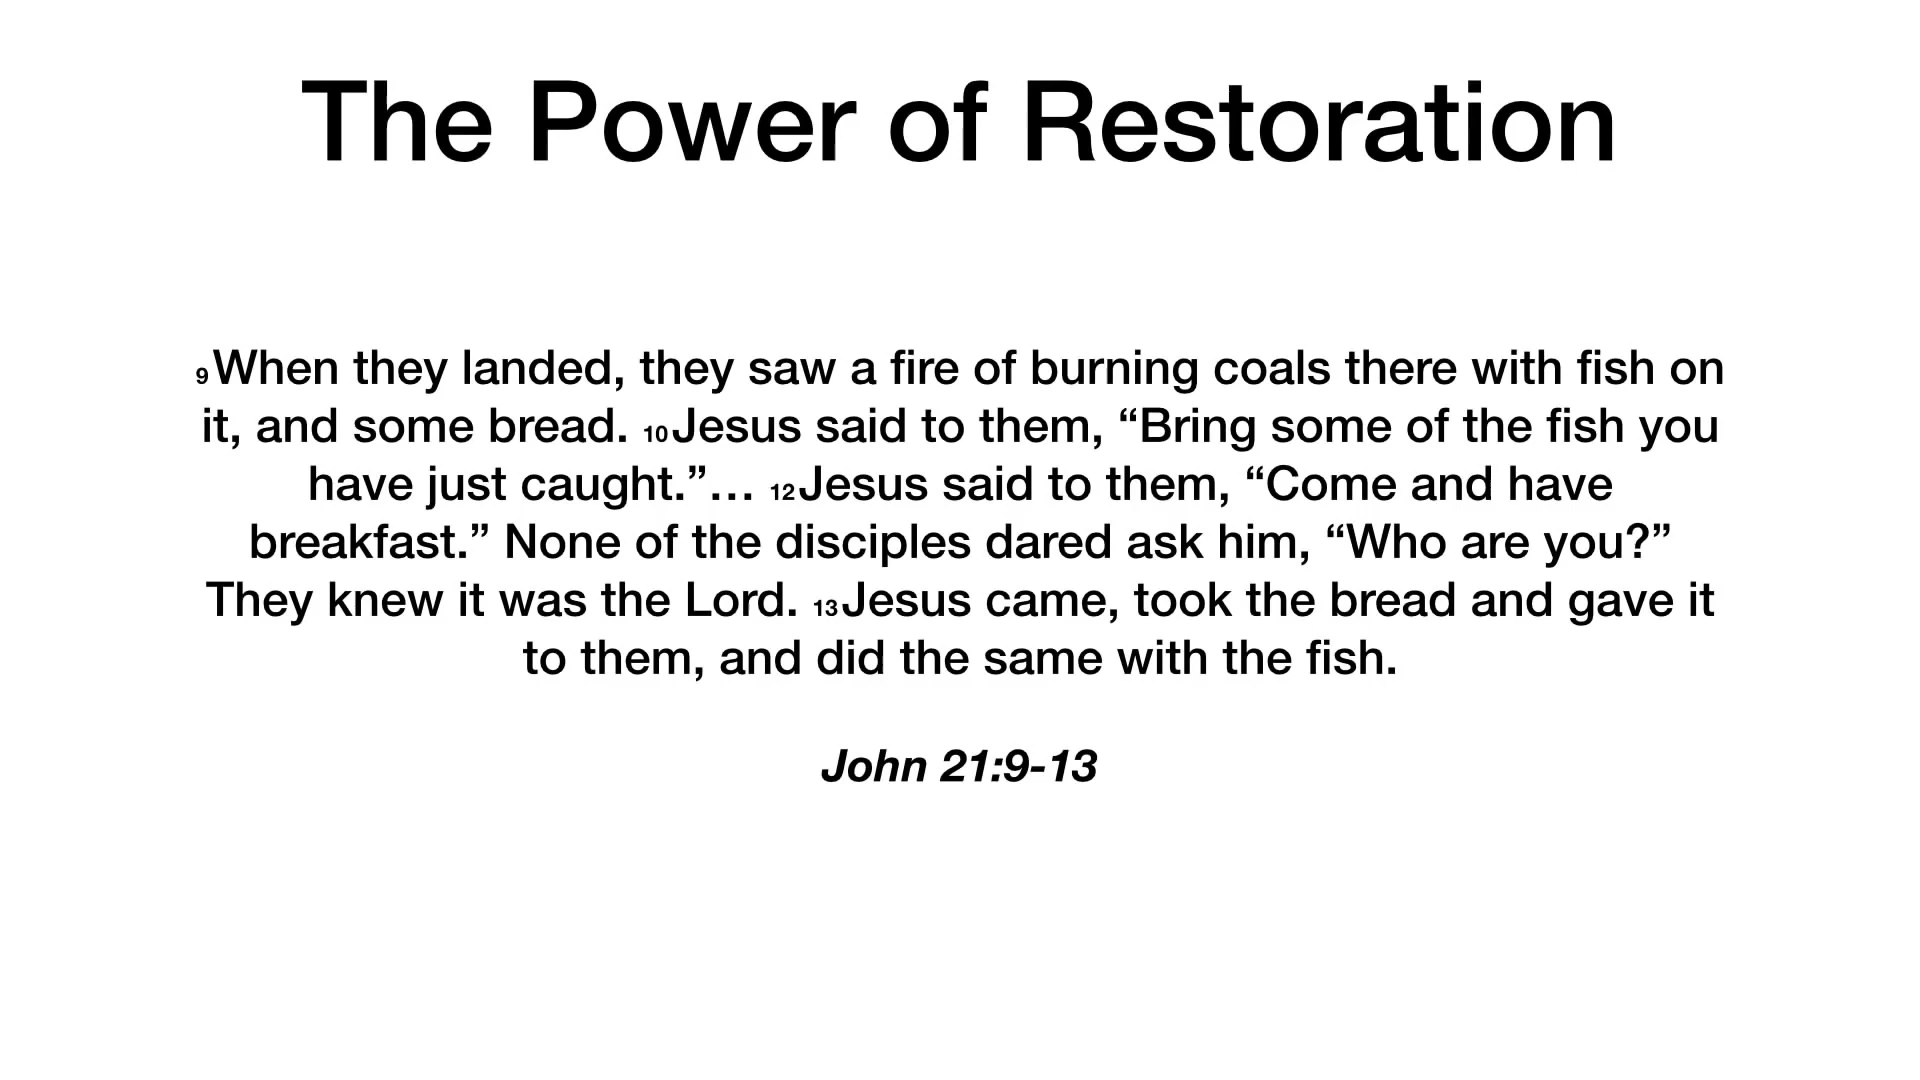 The Power of Restoration
9When they landed, they saw a fire of burning coals there with fish on
it, and some bread. 10Jesus said to them, “Bring some of the fish you
have just caught.”… 12Jesus said to them, “Come and have
breakfast.” None of the disciples dared ask him, “Who are you?”
They knew it was the Lord. 13Jesus came, took the bread and gave it
to them, and did the same with the fish.
John 21:9-13